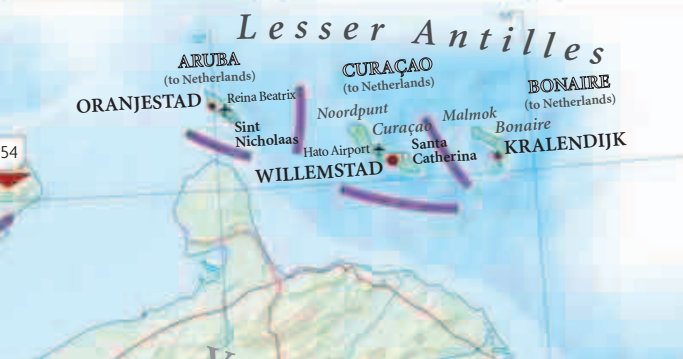 Lesser Antilles
ARUBA
(to Netherlands)
ORANJESTAD
Reina Beatrix
Sint
Nicholaas
CURAÇAO
(to Netherlands)
Noordpunt
Curaçao
Hato Airport
Santa
Catherina
WILLEMSTAD
BONAIRE
(to Netherlands)
Malmok
Bonaire
KRALENDIJK
54
V